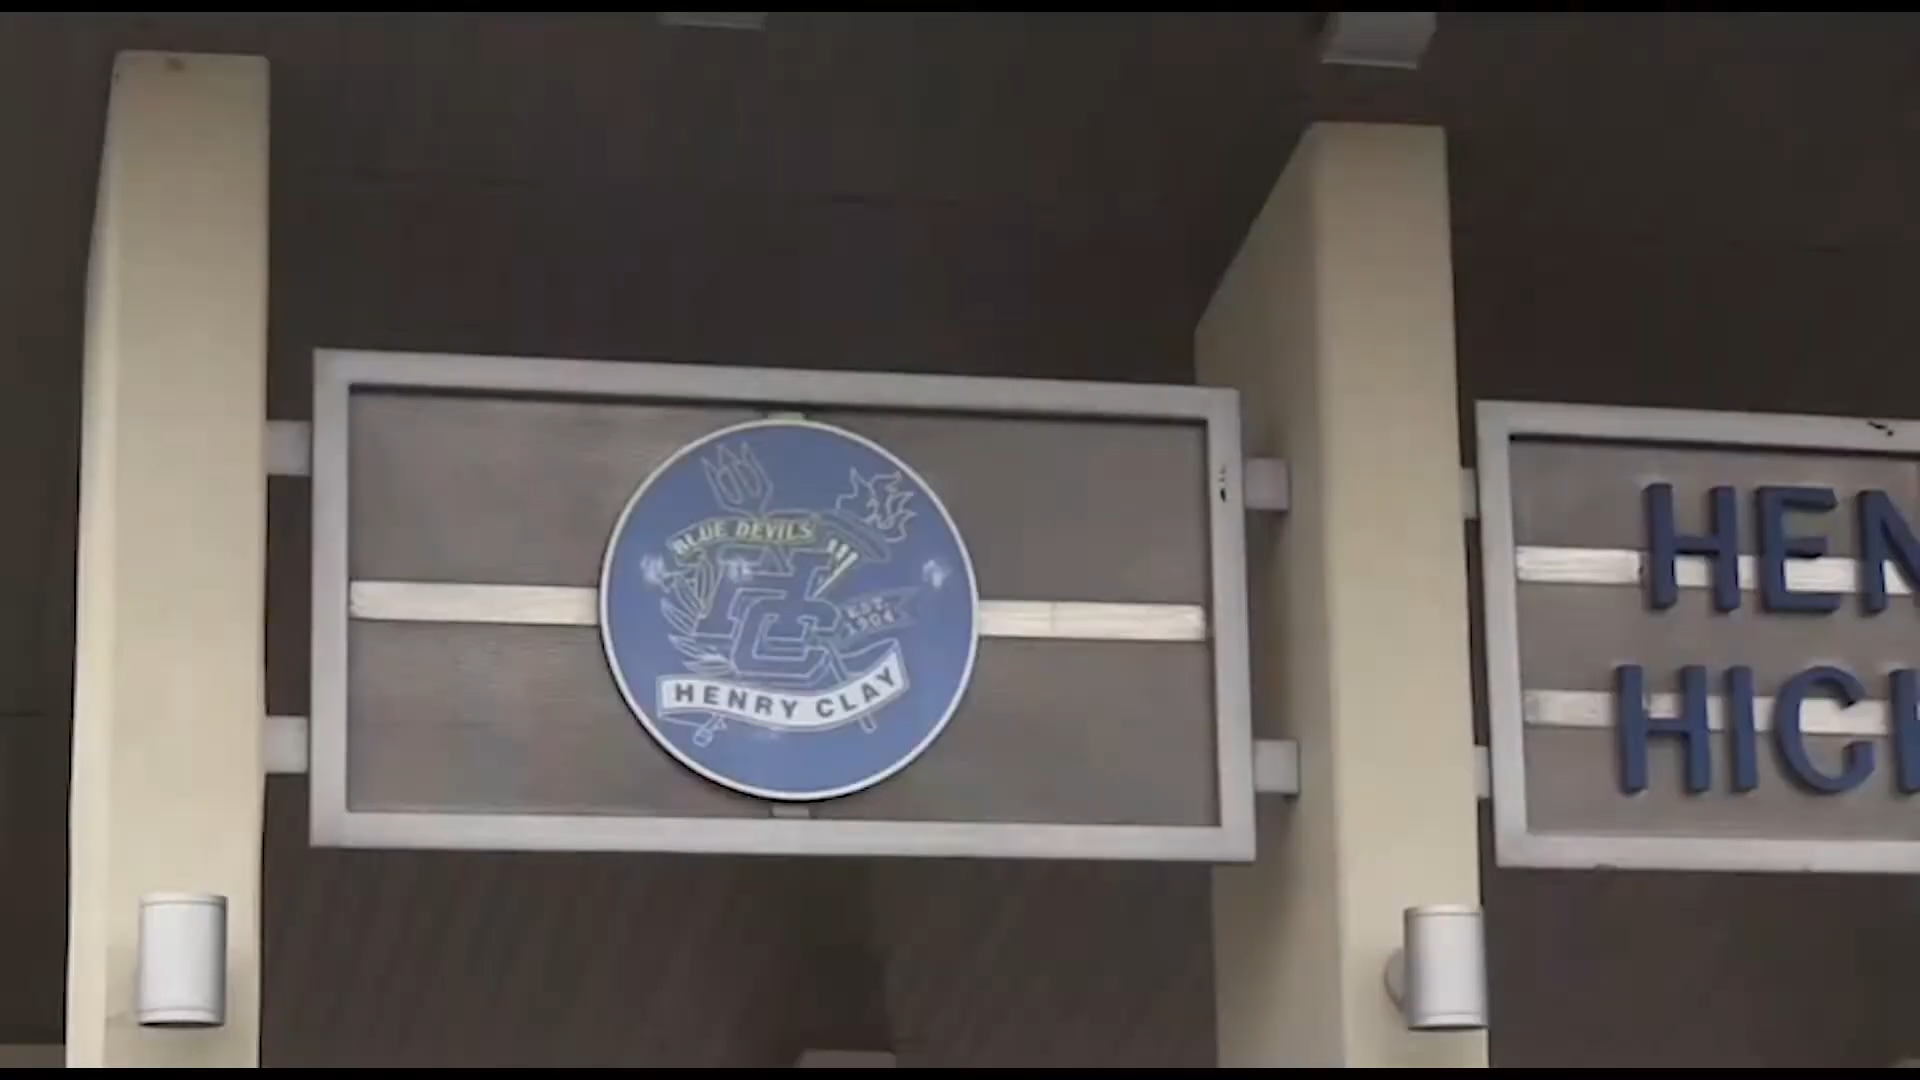 BLUE DEVILS
HC
EST.
1904
HENRY CLAY
HEN
HIGH